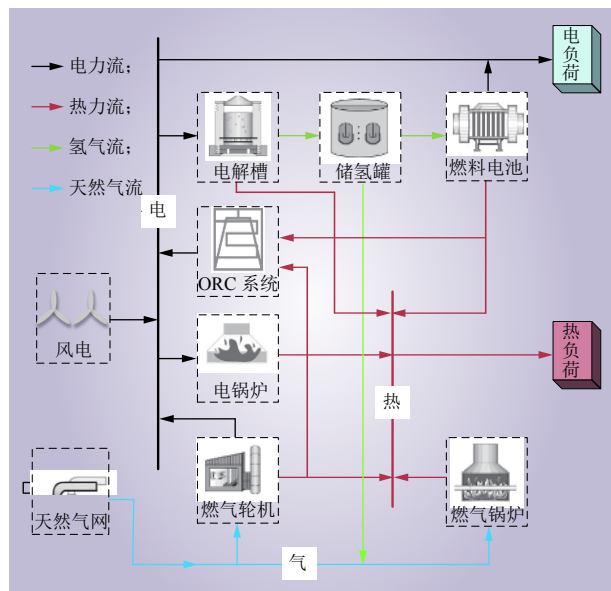 电力流；
热力流；
氢气流；
天然气流
电
电负荷
电解槽
储氢罐
燃料电池
ORC 系统
风电
电锅炉
热负荷
热
天然气网
燃气轮机
燃气锅炉
气